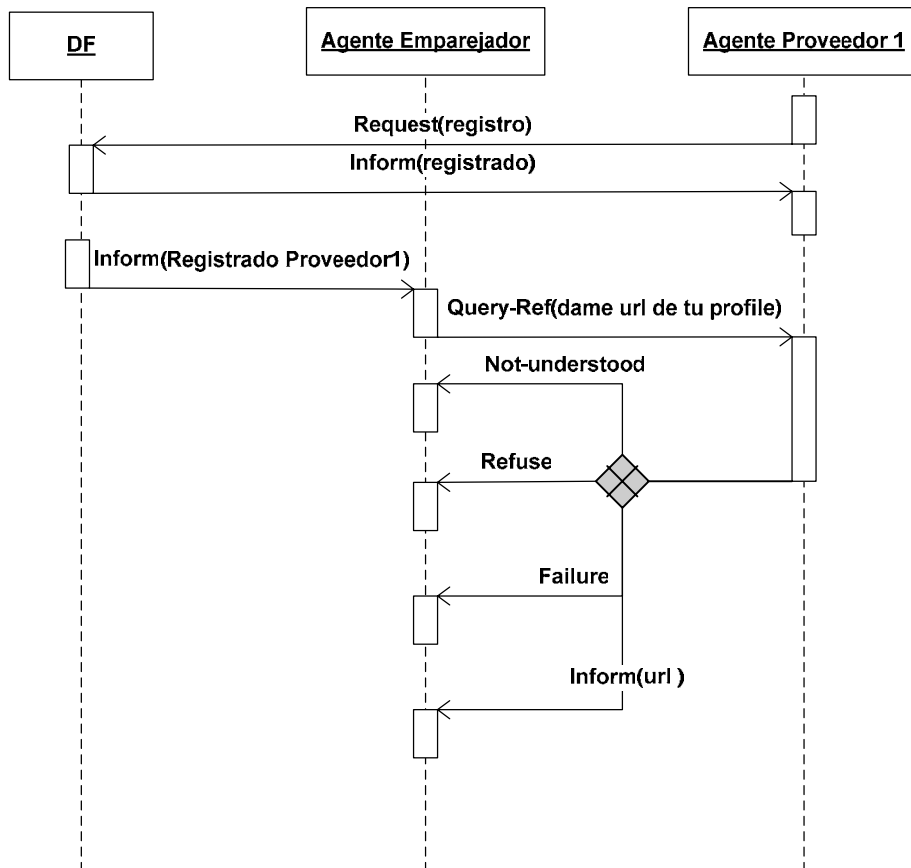 DF
Agente Emparejador
Agente Proveedor 1
Request(registro)
Inform(registrado)
Inform(Registrado Proveedor1)
Query-Ref(dame url de tu profile)
Not-understood
Refuse
Failure
Inform(url )